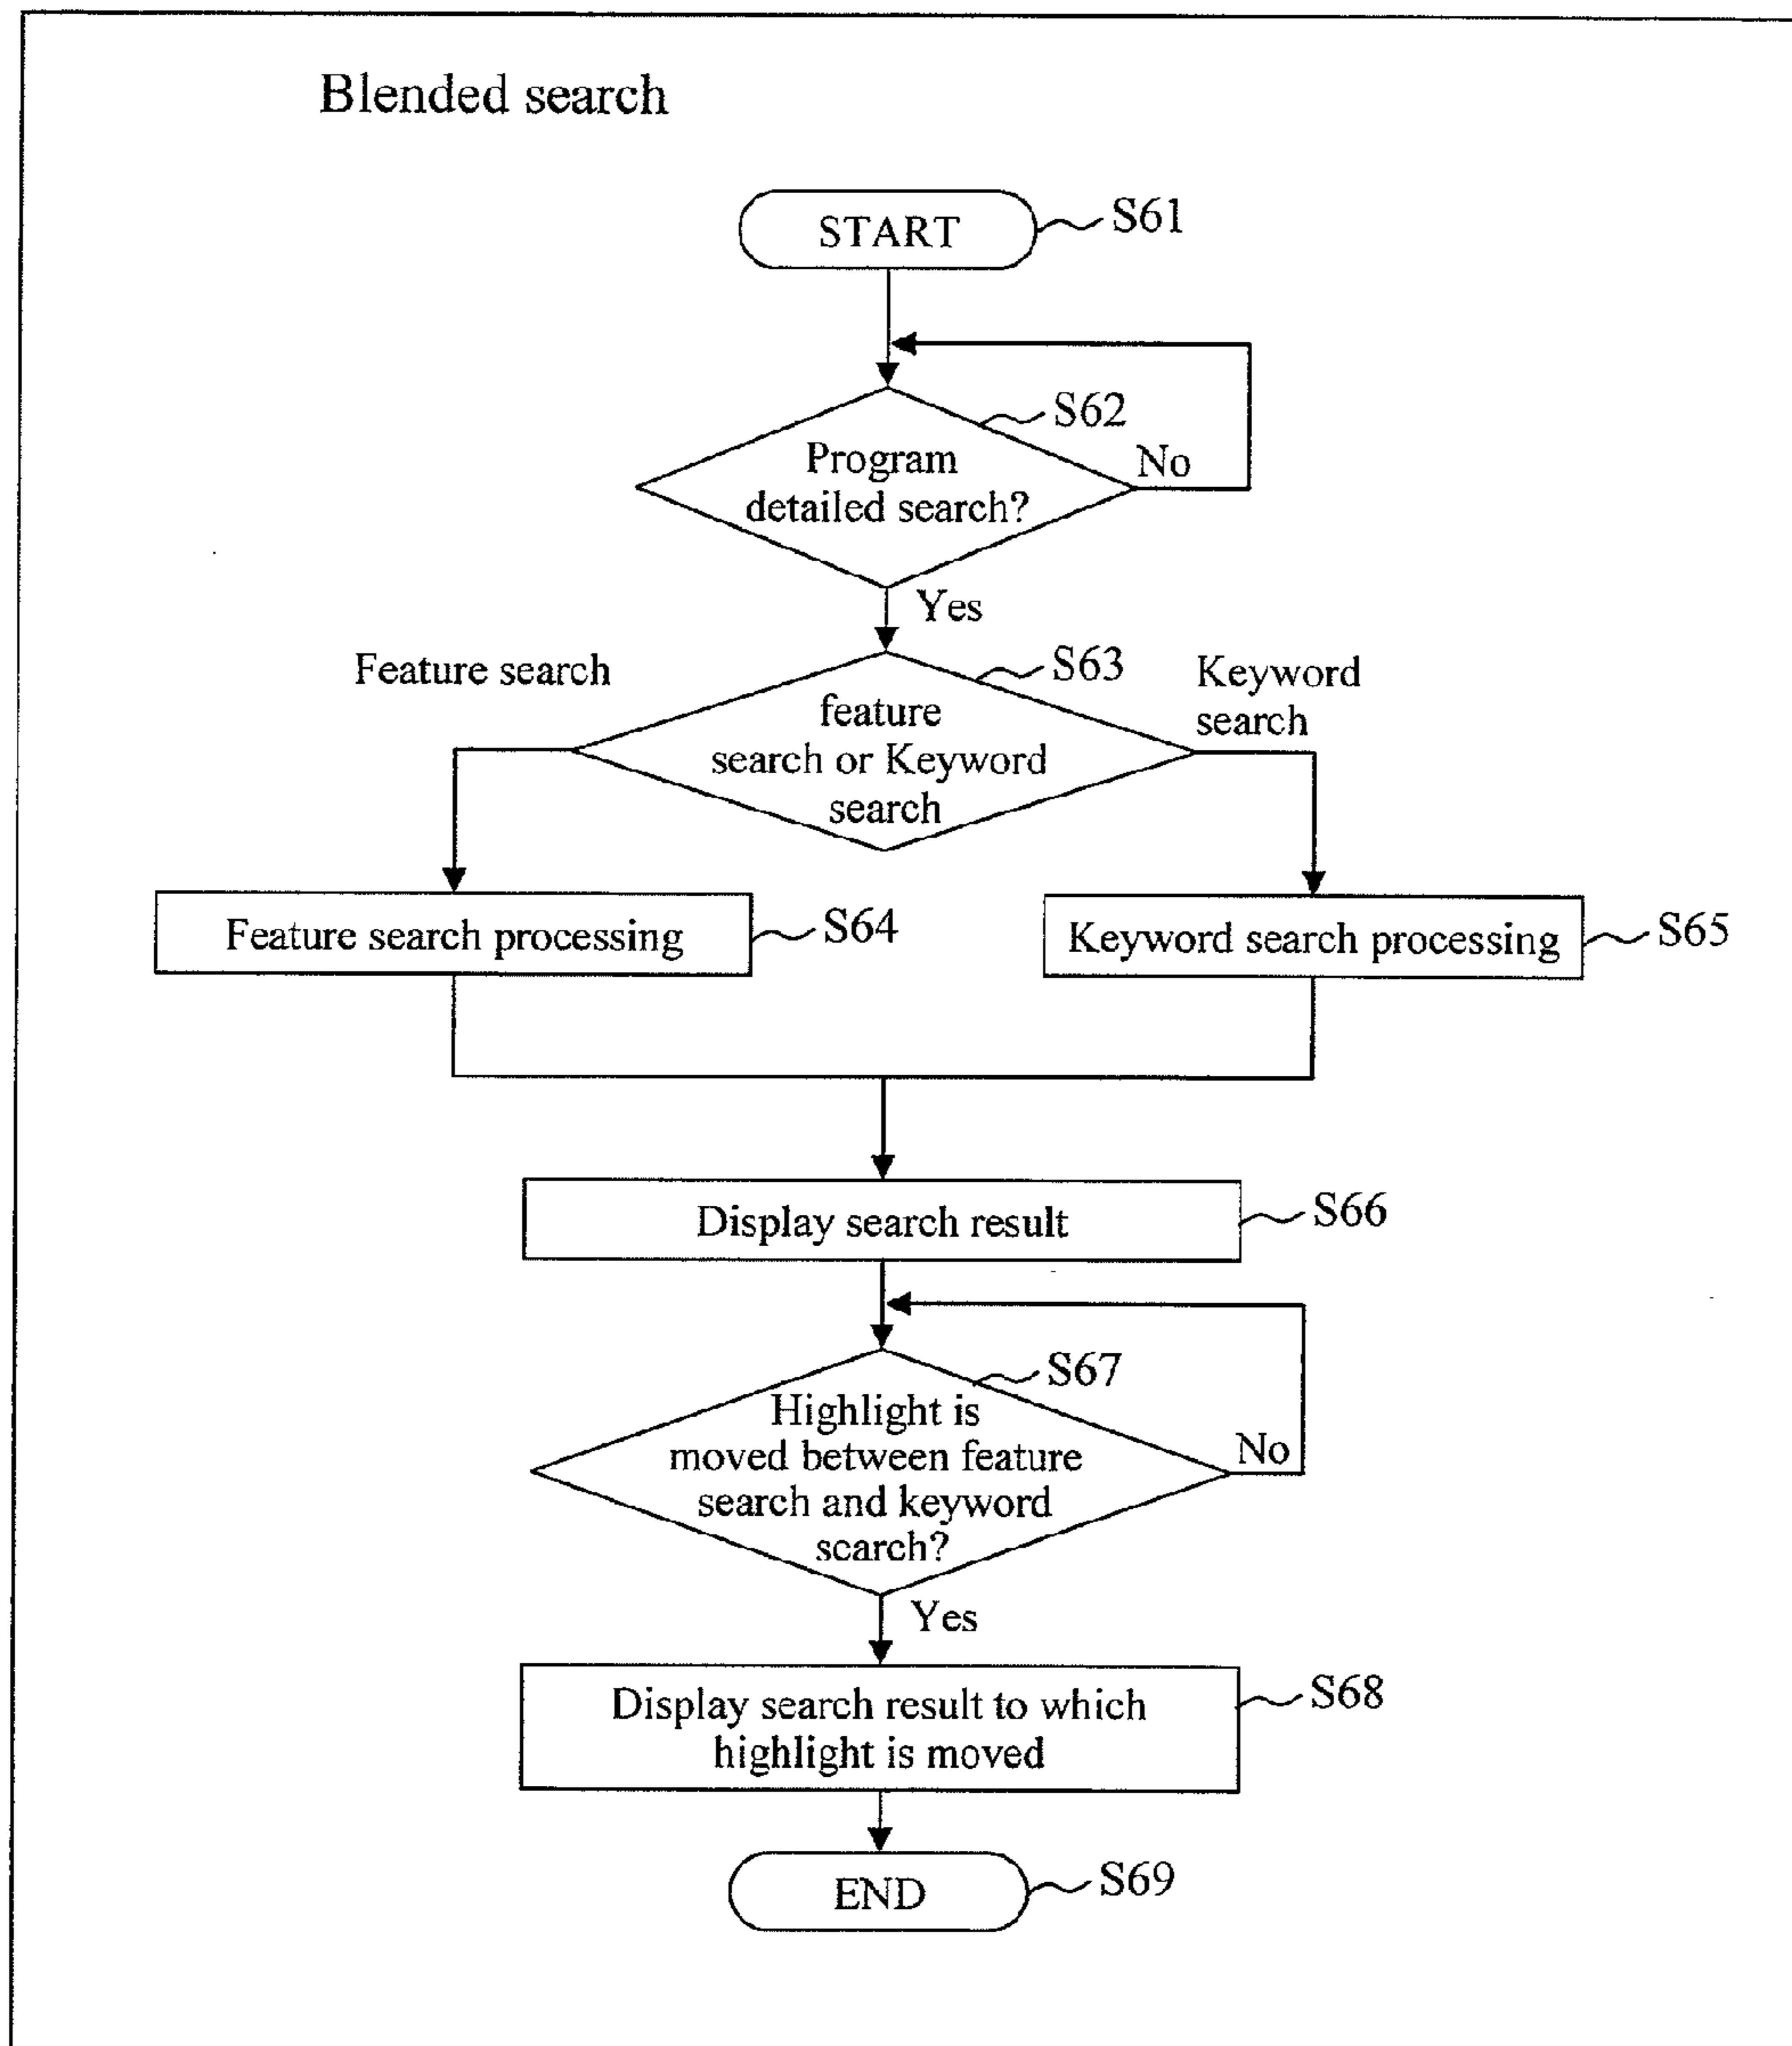 Blended search
START
S61
S62
Program
detailed search?
No
Yes
Feature search
S63
Keyword
search
feature
search or Keyword
search
Feature search processing
S64
Keyword search processing
S65
Display search result
S66
S67
Highlight is
moved between feature
search and keyword
search?
No
Yes
Display search result to which
highlight is moved
S68
END
S69